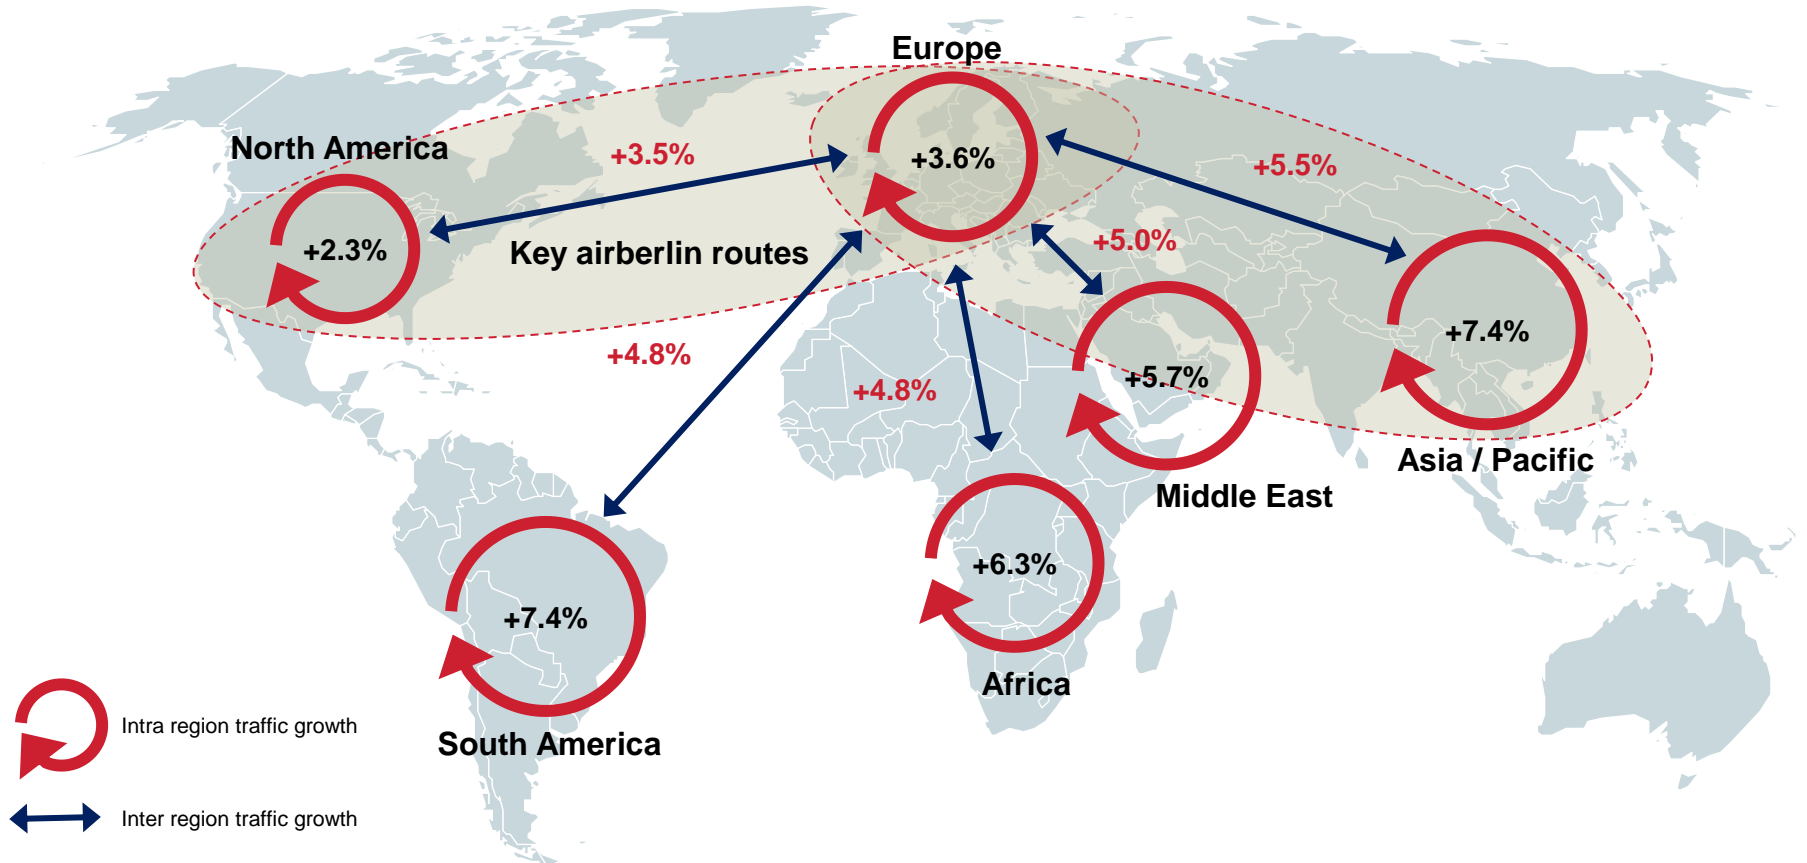 Europe
North America
+3.5%
+3.6%
+5.5%
+2.3%
Key airberlin routes
+5.0%
+7.4%
+4.8%
+5.7%
+4.8%
Asia / Pacific
Middle East
+6.3%
+7.4%
Africa
Intra region traffic growth
South America
Inter region traffic growth